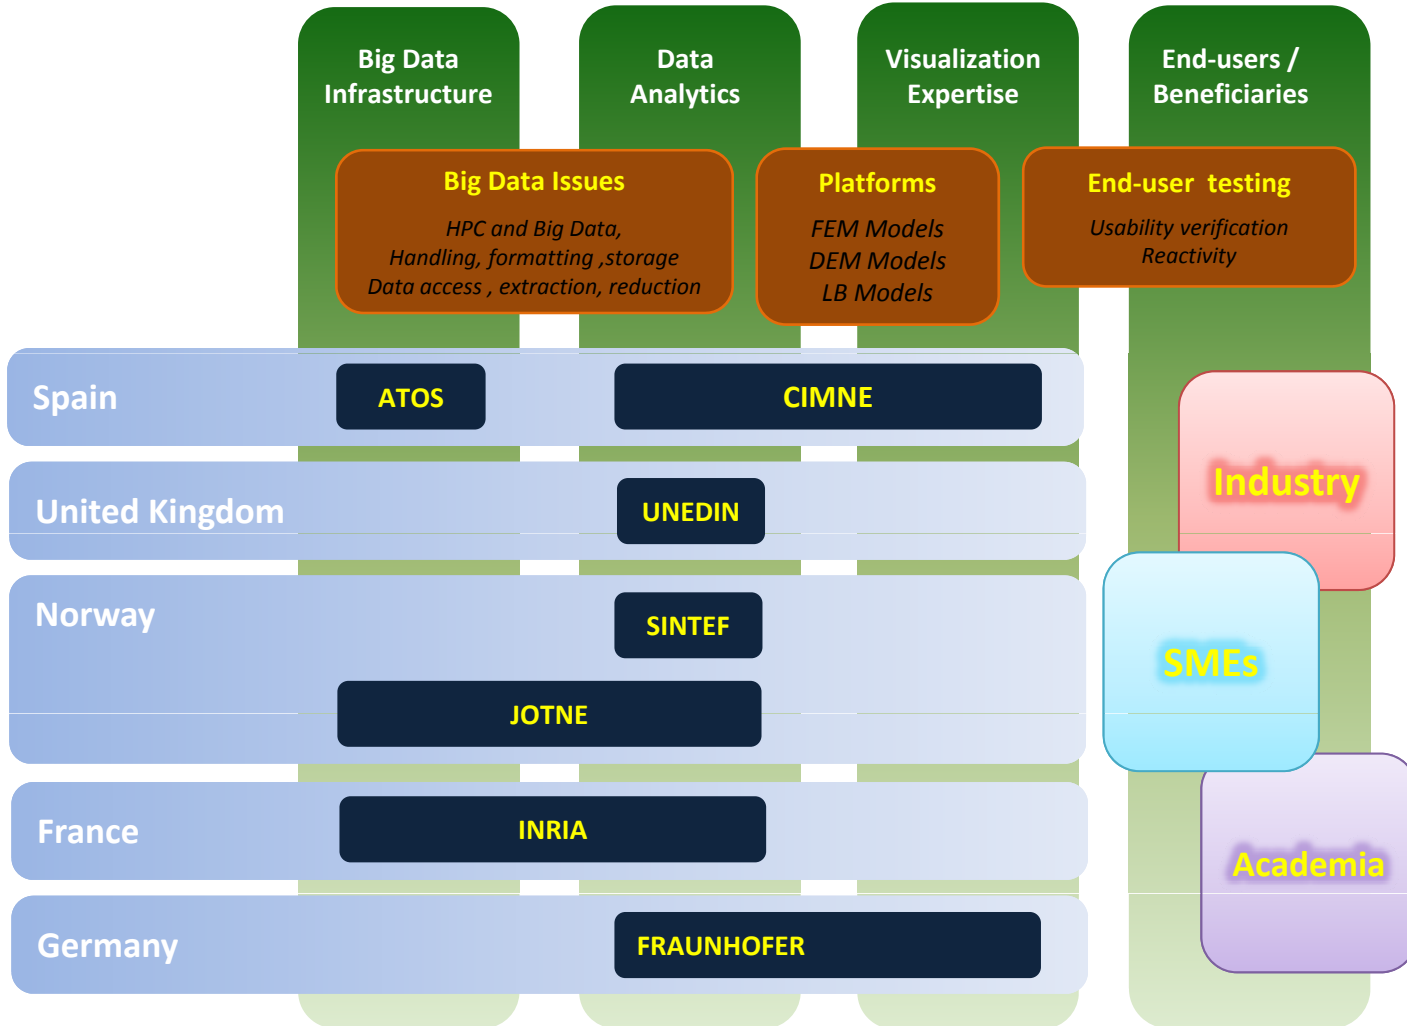 Big Data
Infrastructure
Data
Analytics
Visualization
Expertise
End-users /
Beneficiaries
Big Data Issues
HPC and Big Data,
Handling, formatting ,storage
Data access , extraction, reduction
Platforms
FEM Models
DEM Models
LB Models
End-user  testing
Usability verification
Reactivity
Spain
ATOS
CIMNE
United Kingdom
UNEDIN
Industry
Norway
SINTEF
JOTNE
SMEs
France
INRIA
Academia
Germany
FRAUNHOFER